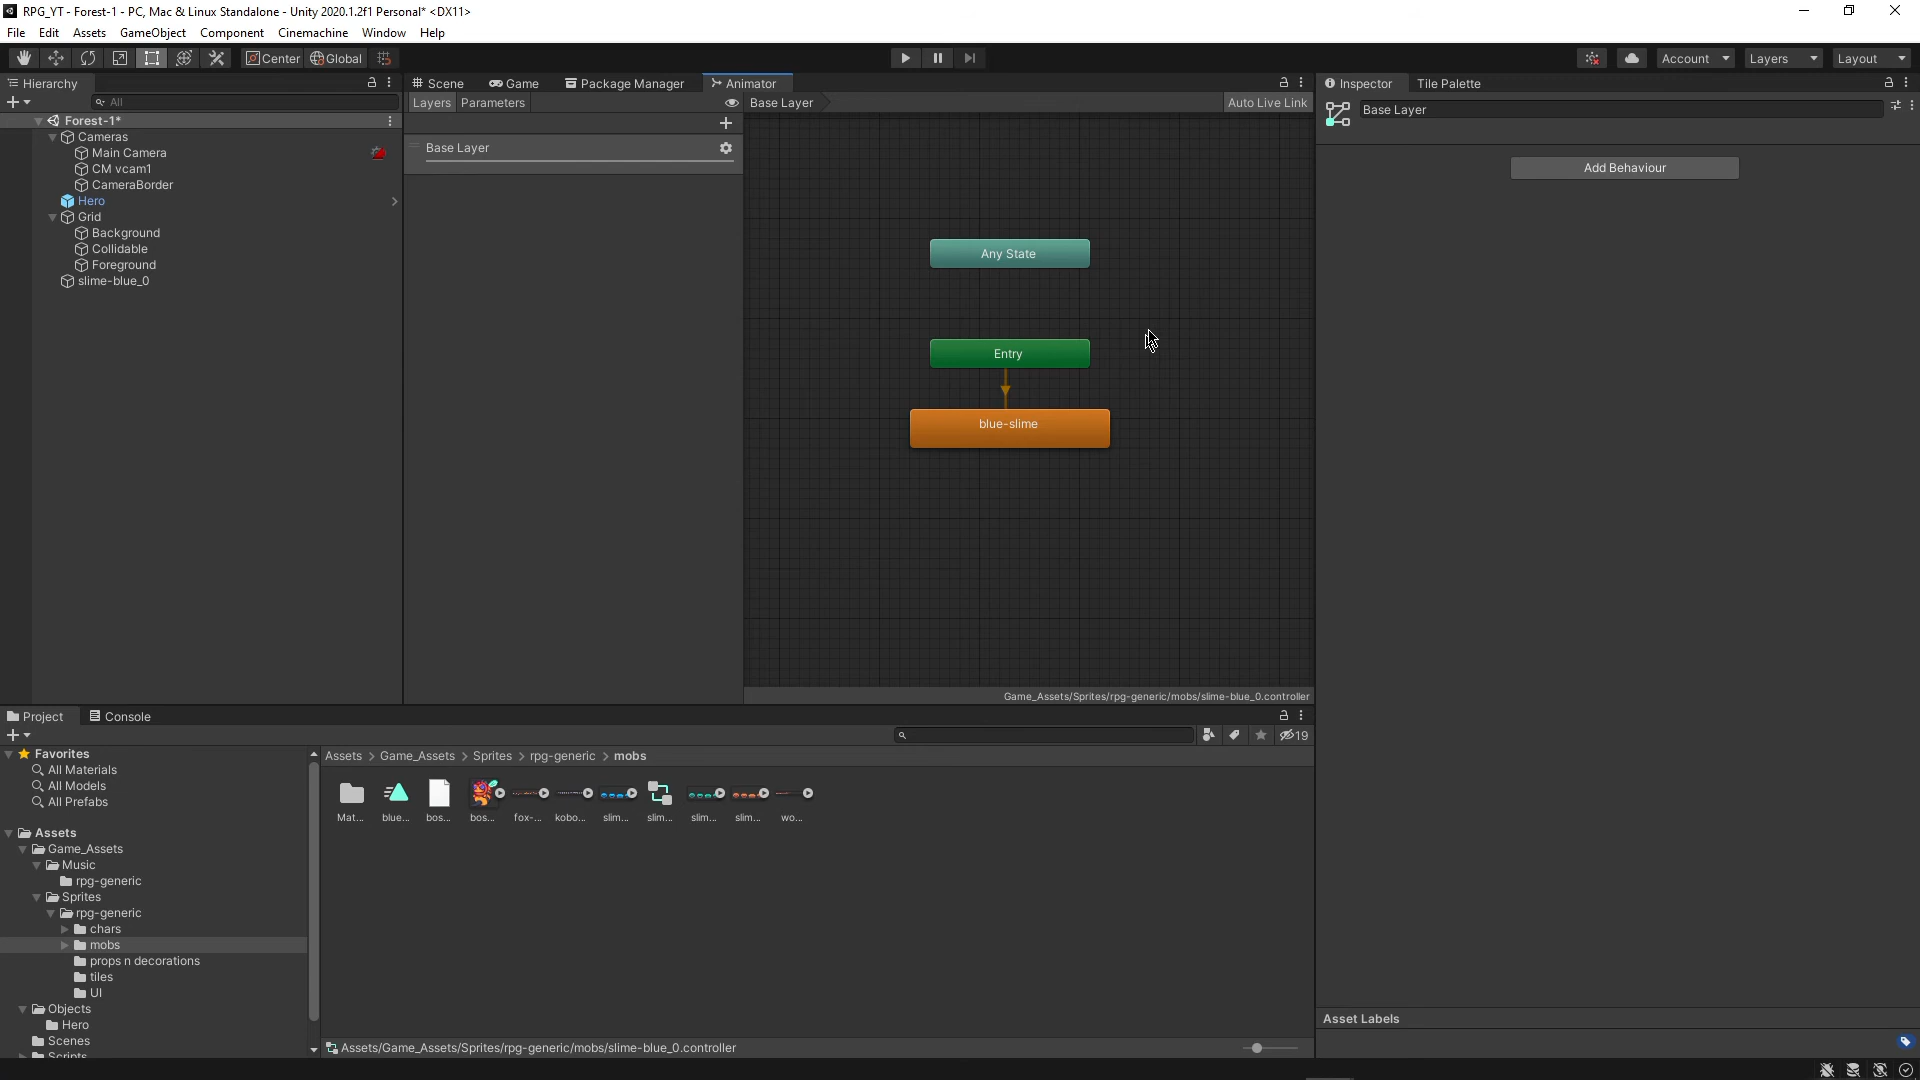 RPG_YT - Forest-1 - PC, Mac & Linux Standalone - Unity 2020.1.2f1 Personal* <DX11>
File Edit Assets GameObject Component Cinemachine Window Help
Center Global Account Layers Layout
Hierarchy
All
Forest-1*
Cameras
Main Camera
CM vcam1
CameraBorder
Hero
Grid
Background
Collidable
Foreground
slime-blue_0
Scene Game Package Manager Animator
Layers Parameters Base Layer Auto Live Link
Base Layer
Any State
Entry
blue-slime
Game_Assets/Sprites/rpg-generic/mobs/slime-blue_0.controller
Inspector Tile Palette
Base Layer
Add Behaviour
Asset Labels
Project Console
19
Favorites
All Materials
All Models
All Prefabs
Assets
Game_Assets
Music
rpg-generic
Sprites
rpg-generic
chars
mobs
props n decorations
tiles
UI
Objects
Hero
Scenes
Scripts
Assets > Game_Assets > Sprites > rpg-generic > mobs
Mat... blue... bos... bos... fox-... kobo... slim... slim... slim... slim... wo...
Assets/Game_Assets/Sprites/rpg-generic/mobs/slime-blue_0.controller